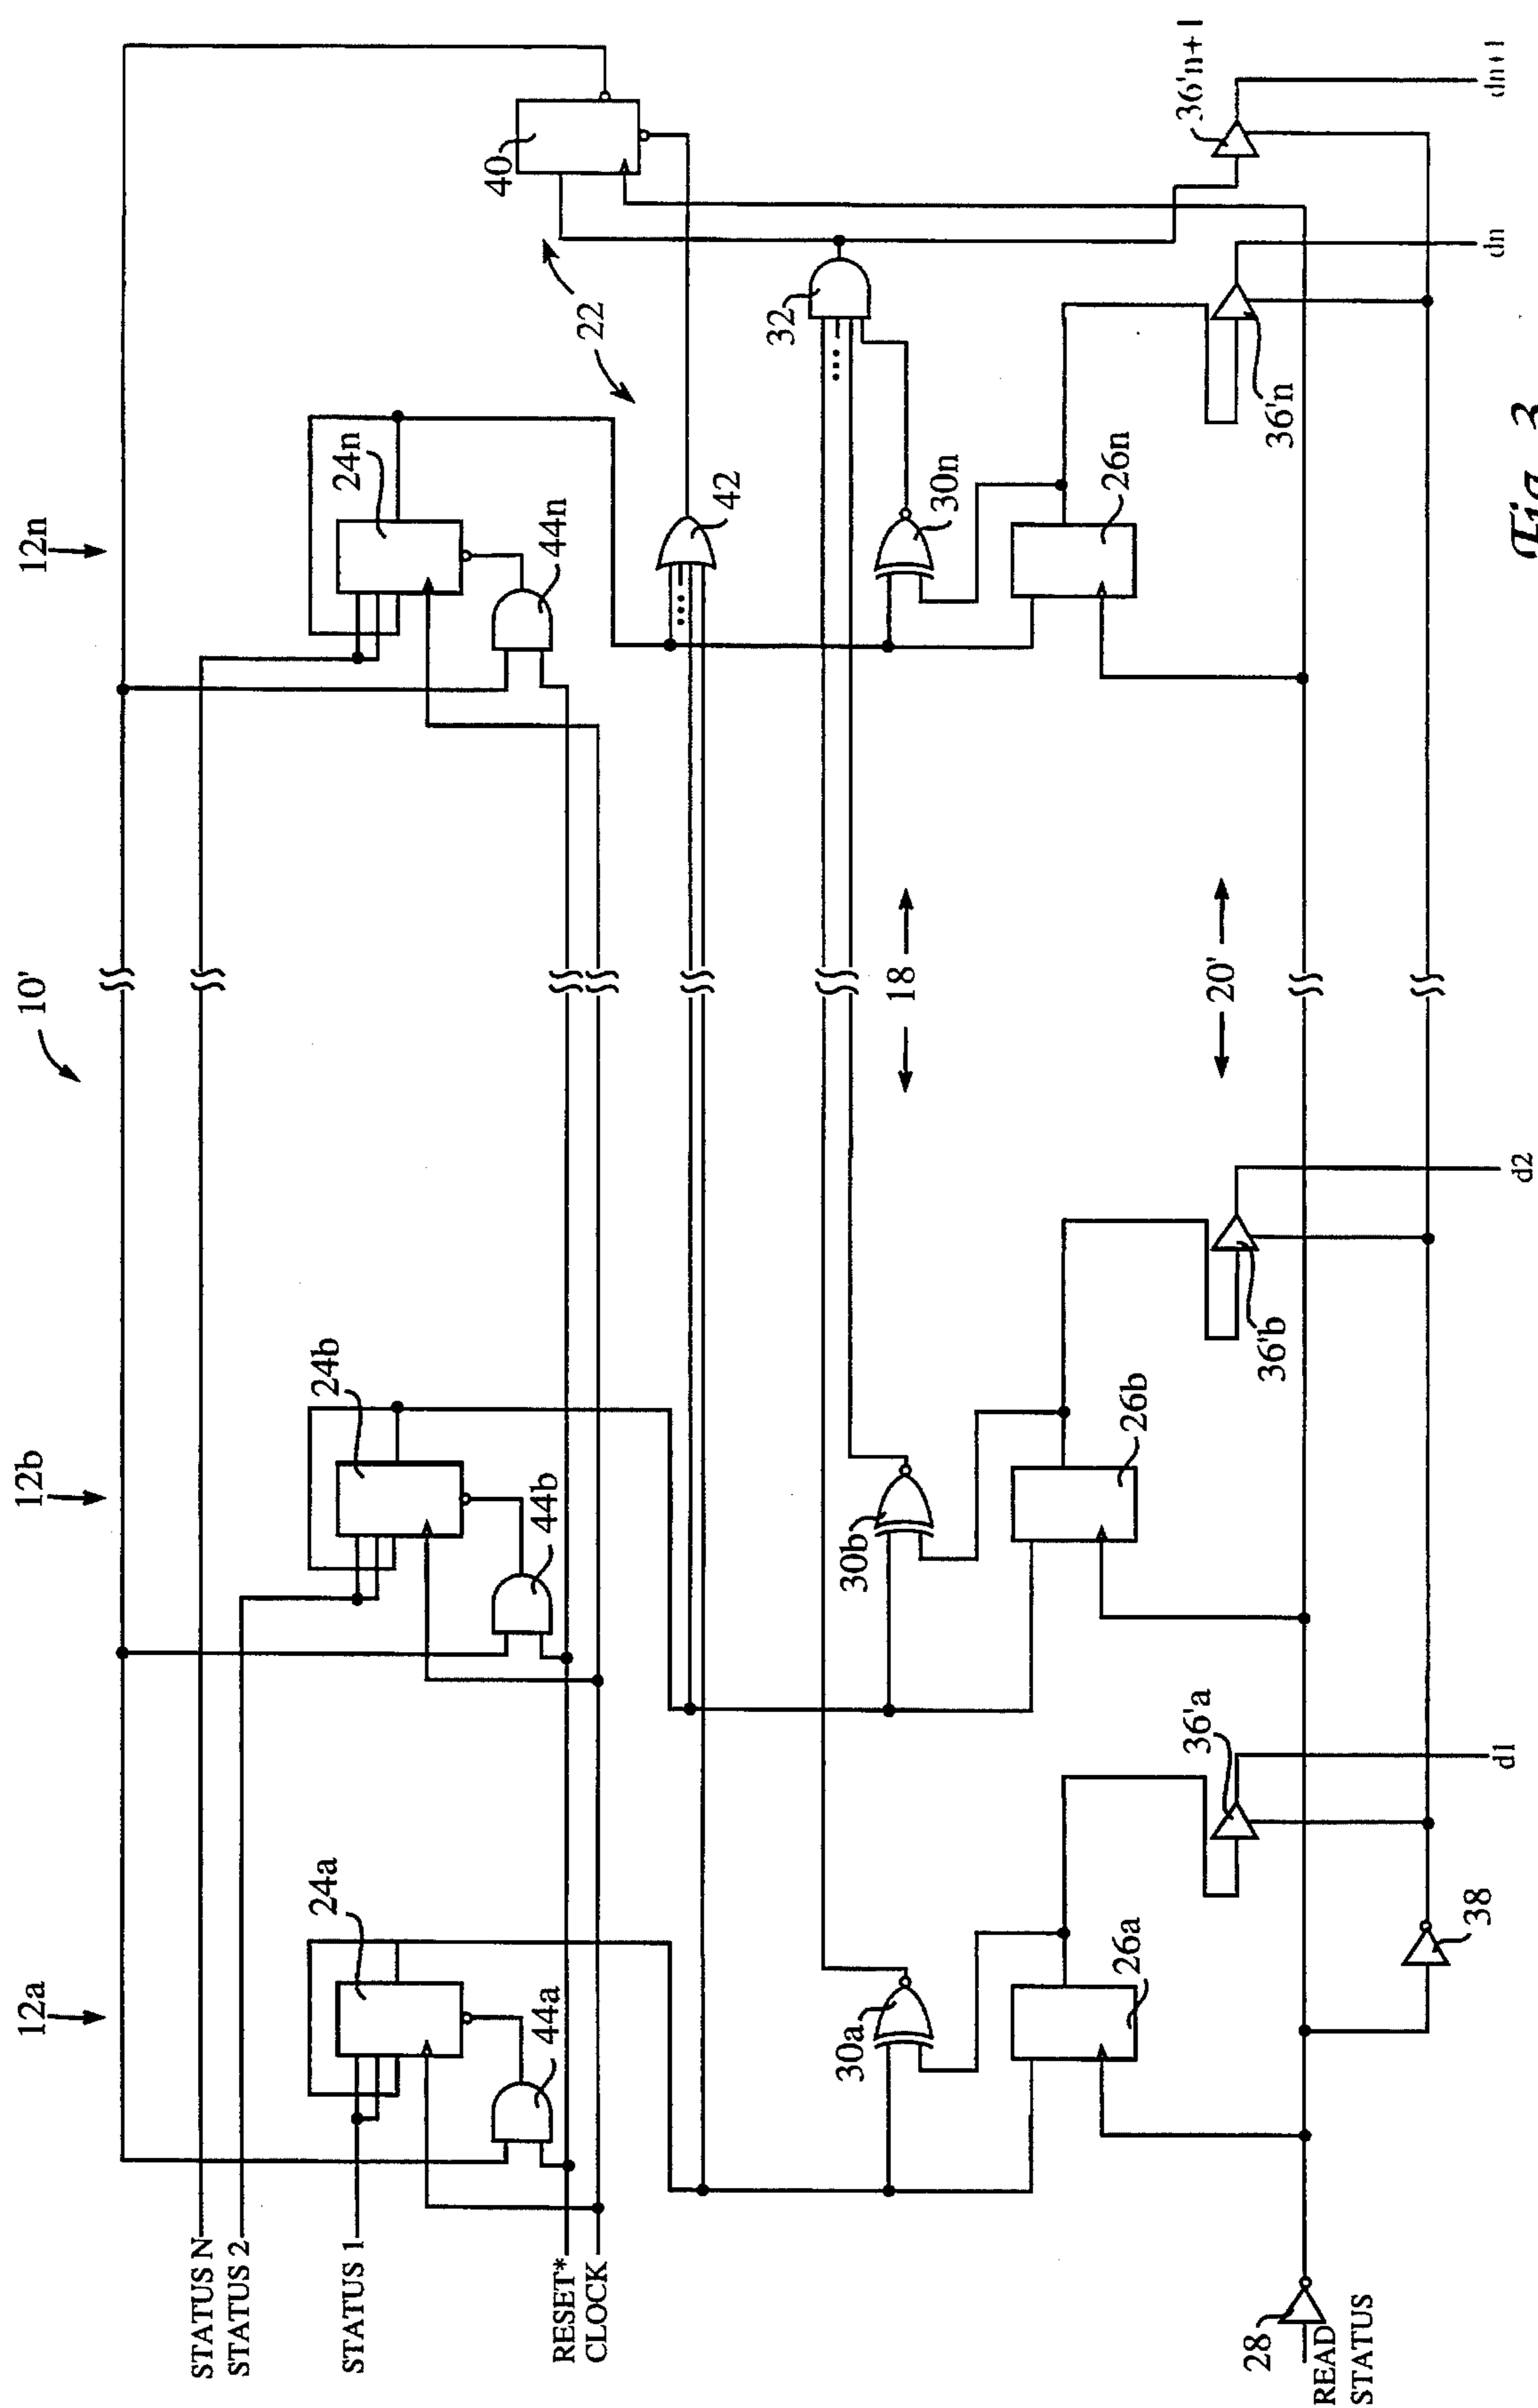 10'
12a
12b
12n
STATUS N
STATUS 2
STATUS 1
RESET*
CLOCK
24a
24b
24n
44a
44b
44n
40
22
42
32
30a
30b
30n
18
26a
26b
26n
20'
36'a
36'b
36'n
36'n+1
28
READ
STATUS
38
d1
d2
dn
dn+1
Fig. 3